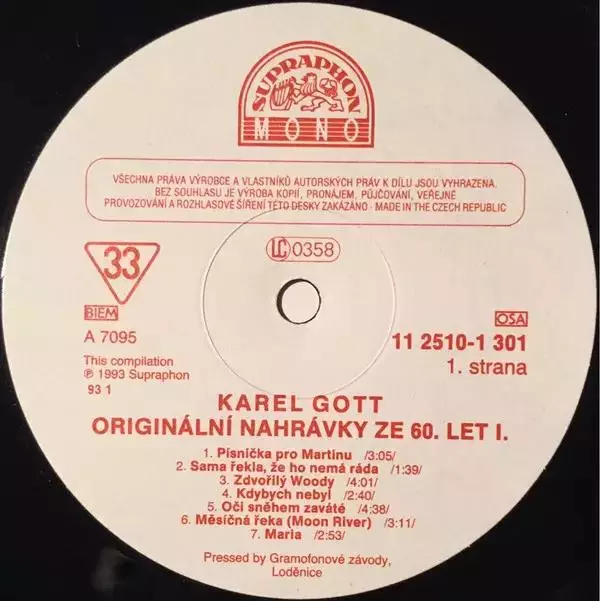 SUPRAPHON
MONO
VŠECHNA PRÁVA VÝROBCE A VLASTNÍKŮ AUTORSKÝCH PRÁV K DÍLU JSOU VYHRAZENA.
BEZ SOUHLASU JE VÝROBA KOPIÍ, PRONÁJEM, PŮJČOVÁNÍ, VEŘEJNÉ
PROVOZOVÁNÍ A ROZHLASOVÉ ŠÍŘENÍ TÉTO DESKY ZAKÁZÁNO · MADE IN THE CZECH REPUBLIC
33
LC 0358
BIEM
OSA
A 7095
11 2510-1 301
This compilation
1. strana
℗ 1993 Supraphon
93 1
KAREL GOTT
ORIGINÁLNÍ NAHRÁVKY ZE 60. LET I.
1. Písnička pro Martinu /3:05/
2. Sama řekla, že ho nemá ráda /1:39/
3. Zdvořilý Woody /4:01/
4. Kdybych nebyl /2:40/
5. Oči sněhem zaváté /4:38/
6. Měsíčná řeka (Moon River) /3:11/
7. Maria /2:53/
Pressed by Gramofonové závody,
Loděnice